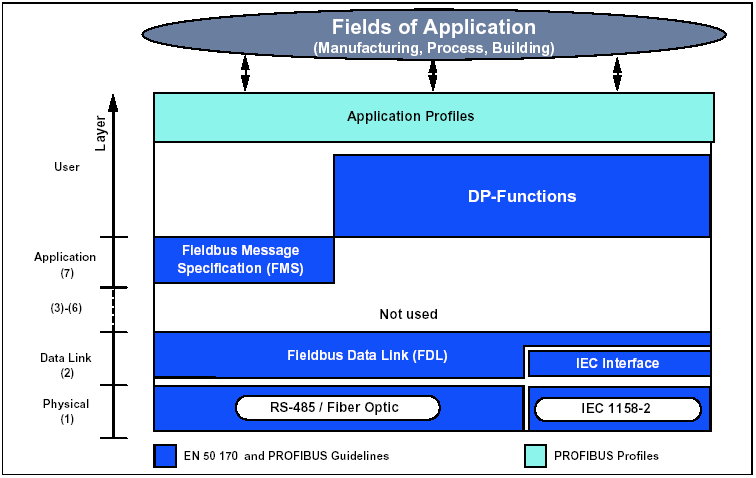 Fields of Application
(Manufacturing, Process, Building)
Application Profiles
Layer
User
DP-Functions
Application
(7)
Fieldbus Message
Specification (FMS)
(3)-(6)
Not used
Data Link
(2)
Fieldbus Data Link (FDL)
IEC Interface
Physical
(1)
RS-485 / Fiber Optic
IEC 1158-2
EN 50 170 and PROFIBUS Guidelines
PROFIBUS Profiles